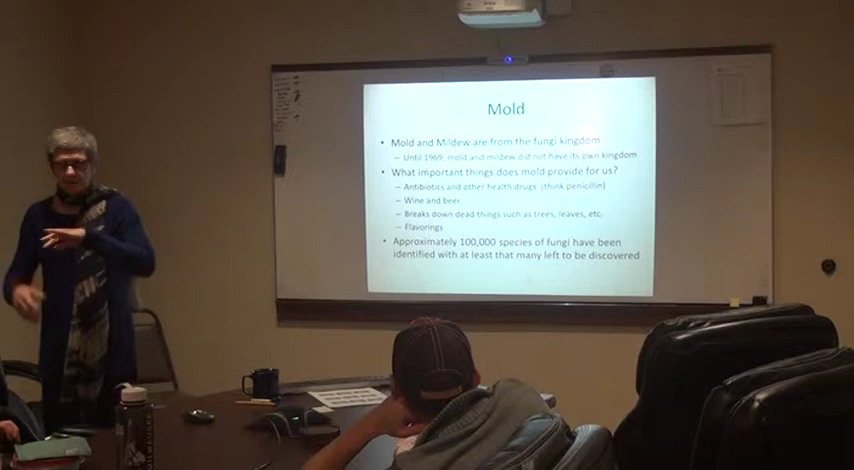 Mold
• Mold and Mildew are from the fungi kingdom
– Until 1969, mold and mildew did not have its own kingdom
• What important things does mold provide for us?
– Antibiotics and other health drugs (think penicillin)
– Wine and beer
– Breaks down dead things such as trees, leaves, etc.
– Flavorings
• Approximately 100,000 species of fungi have been
identified with at least that many left to be discovered